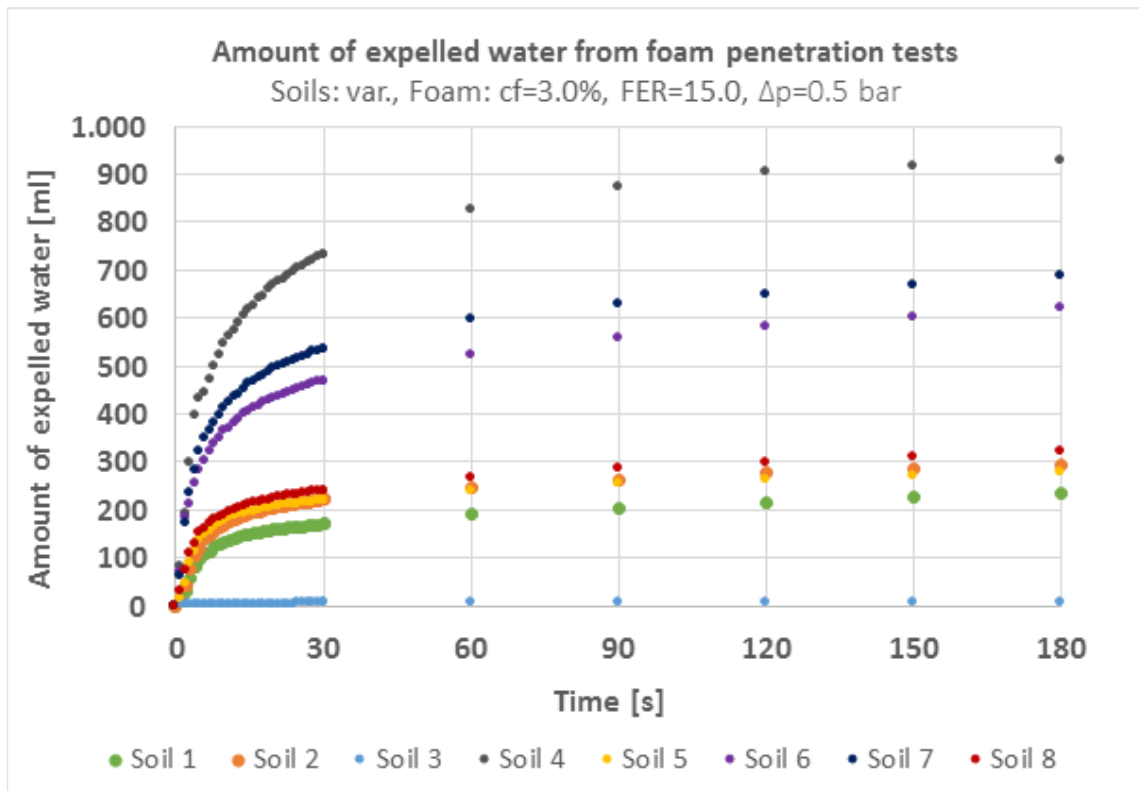 Amount of expelled water from foam penetration tests
Soils: var., Foam: cf=3.0%, FER=15.0, Δp=0.5 bar
Amount of expelled water [ml]
1.000
900
800
700
600
500
400
300
200
100
0
0 30 60 90 120 150 180
Time [s]
Soil 1 Soil 2 Soil 3 Soil 4 Soil 5 Soil 6 Soil 7 Soil 8